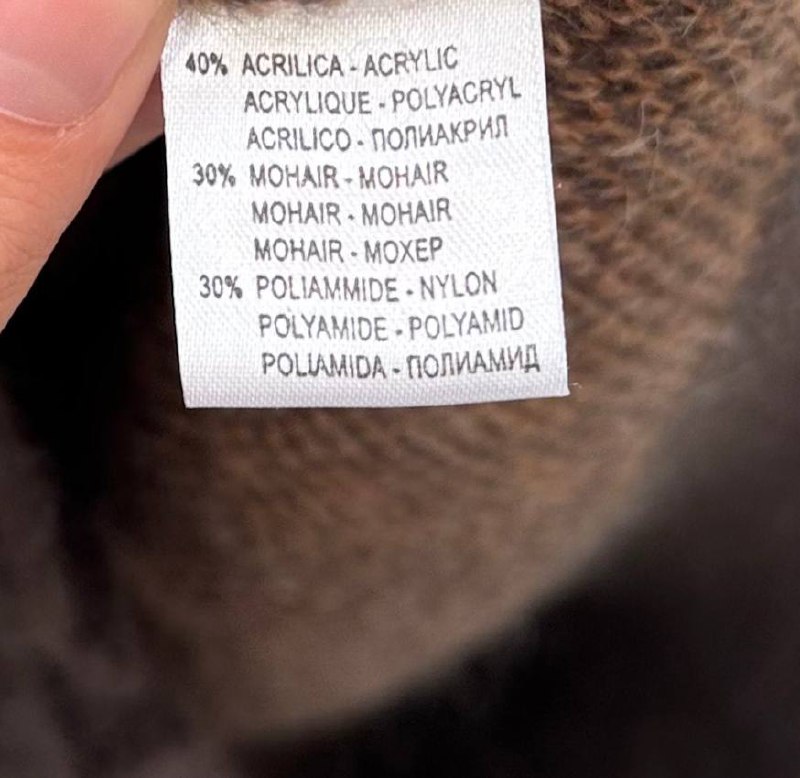 40% ACRILICA - ACRYLIC
ACRYLIQUE - POLYACRYL
ACRILICO - ПОЛИАКРИЛ
30% MOHAIR - MOHAIR
MOHAIR - MOHAIR
MOHAIR - МОХЕР
30% POLIAMMIDE - NYLON
POLYAMIDE - POLYAMID
POLIAMIDA - ПОЛИАМИД